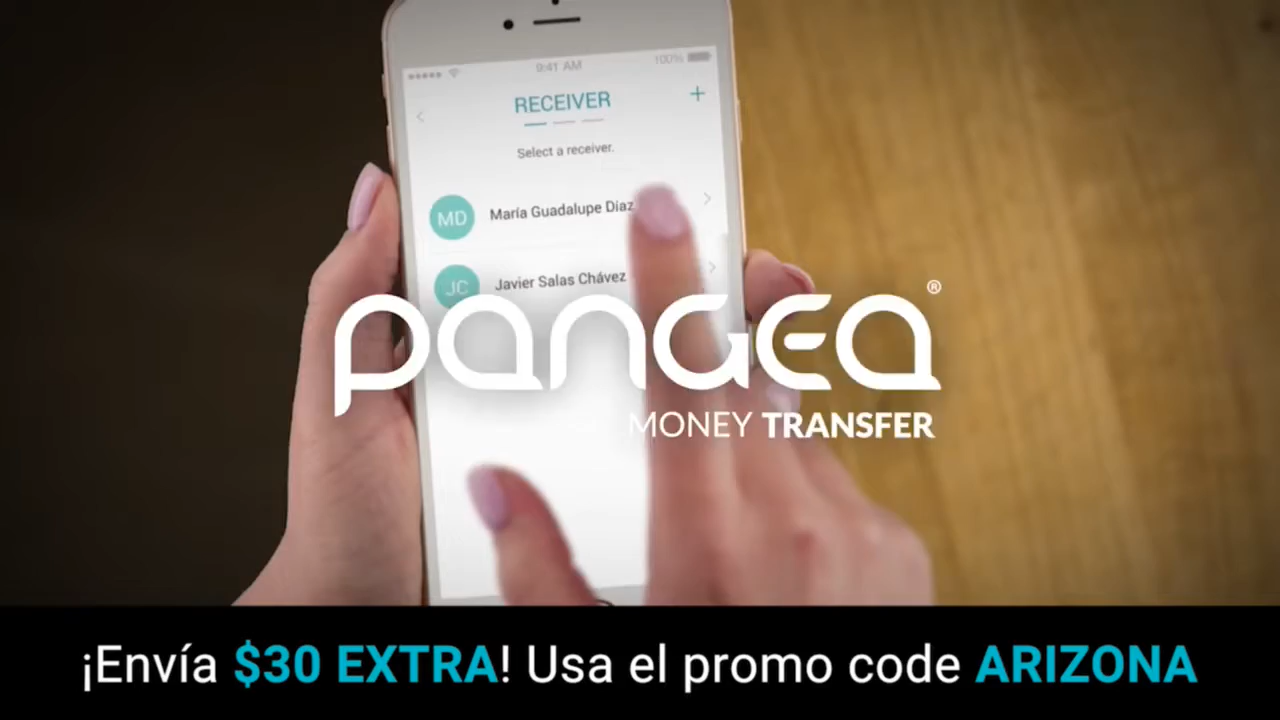 9:41 AM 100%
RECEIVER +
Select a receiver.
MD María Guadalupe Diaz
JC Javier Salas Chávez
PANGEA®
MONEY TRANSFER
¡Envía $30 EXTRA! Usa el promo code ARIZONA